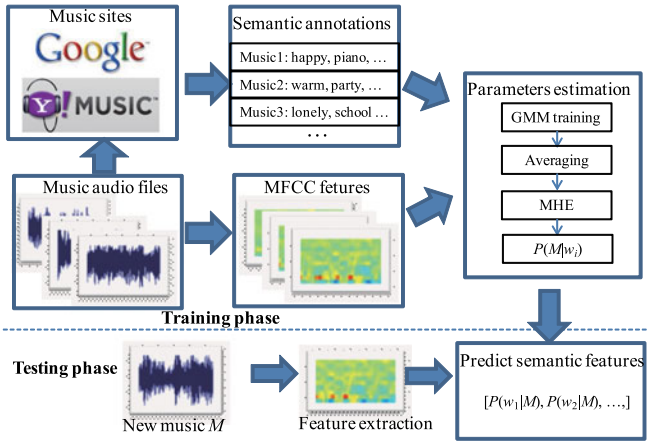 Music sites
Google™
Y! MUSIC™
Semantic annotations
Music1: happy, piano, …
Music2: warm, party, …
Music3: lonely, school …
…
Parameters estimation
GMM training
Averaging
MHE
P(M|wi)
Music audio files
MFCC fetures
Training phase
Testing phase
New music M
Feature extraction
Predict semantic features
[P(w1|M), P(w2|M), …,]